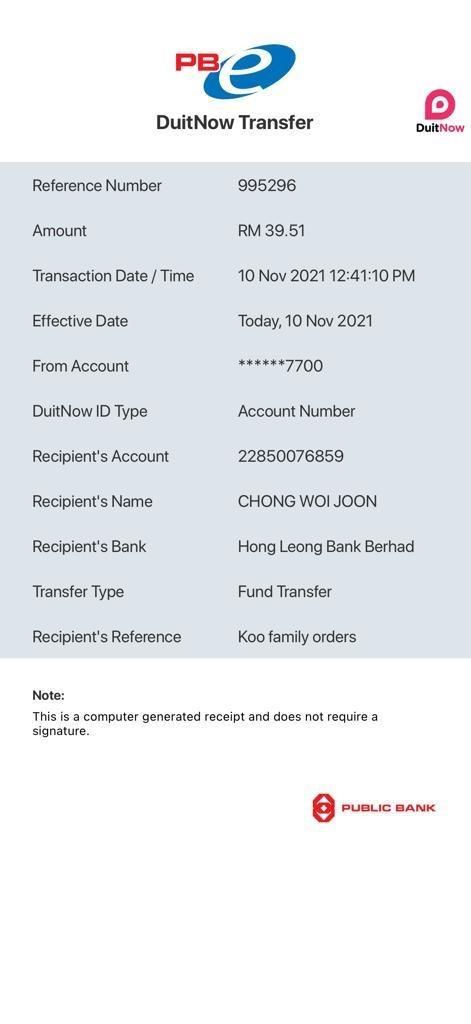 PBe
DuitNow Transfer
DuitNow
Reference Number 995296
Amount RM 39.51
Transaction Date / Time 10 Nov 2021 12:41:10 PM
Effective Date Today, 10 Nov 2021
From Account ******7700
DuitNow ID Type Account Number
Recipient's Account 22850076859
Recipient's Name CHONG WOI JOON
Recipient's Bank Hong Leong Bank Berhad
Transfer Type Fund Transfer
Recipient's Reference Koo family orders
Note:
This is a computer generated receipt and does not require a
signature.
PUBLIC BANK